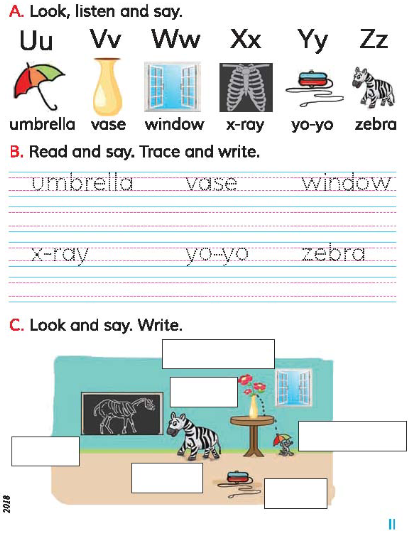 A. Look, listen and say.
Uu Vv Ww Xx Yy Zz
umbrella vase window x-ray yo-yo zebra
B. Read and say. Trace and write.
umbrella vase window
x-ray yo-yo zebra
C. Look and say. Write.
2018
11